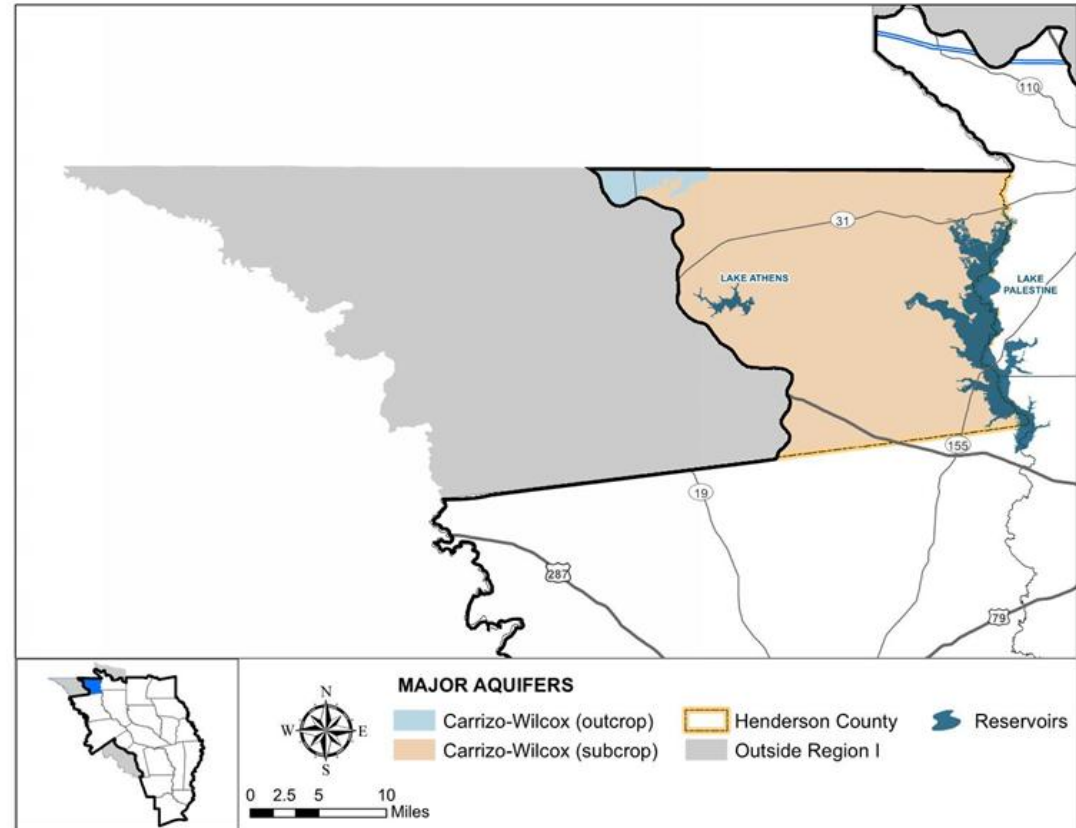 110
31
LAKE ATHENS
LAKE
PALESTINE
155
19
287
79
MAJOR AQUIFERS
Carrizo-Wilcox (outcrop)
Carrizo-Wilcox (subcrop)
Henderson County
Outside Region I
Reservoirs
N
W
E
S
0 2.5 5 10
Miles